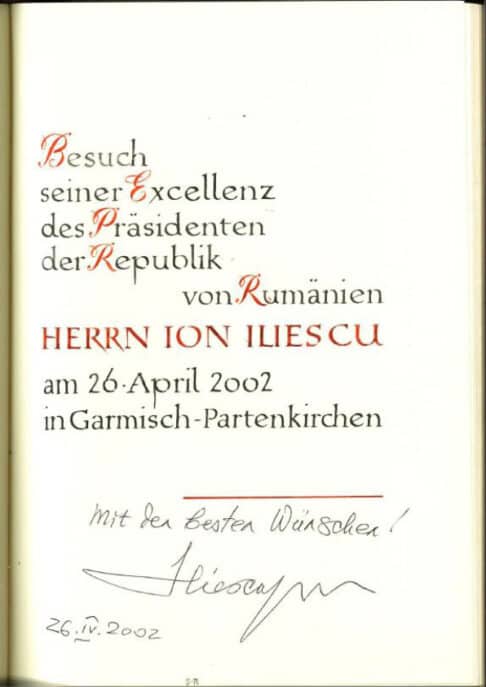 Besuch
seiner Excellenz
des Präsidenten
der Republik
von Rumänien
HERRN ION ILIESCU
am 26·April 2002
in Garmisch-Partenkirchen
Mit den besten Wünschen!
Iliescu
26.IV.2002